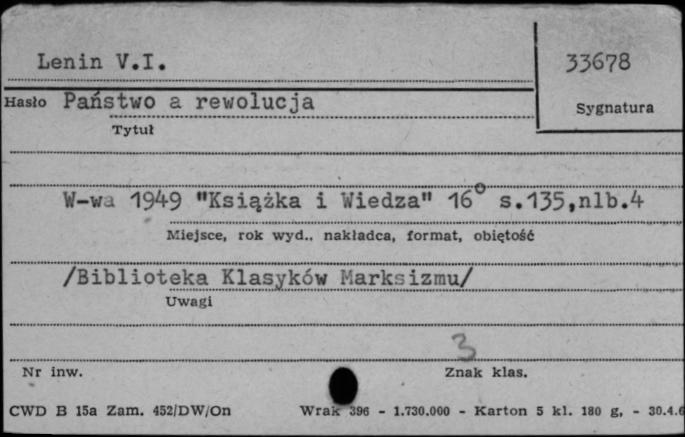 Lenin V.I.
33678
Hasło Państwo a rewolucja
Sygnatura
Tytuł
W-wa 1949 "Książka i Wiedza" 16° s.135,nlb.4
Miejsce, rok wyd., nakładca, format, objętość
/Biblioteka Klasyków Marksizmu/
Uwagi
3
Nr inw.
Znak klas.
CWD B 15a Zam. 452/DW/On Wrak 396 - 1.730.000 - Karton 5 kl. 180 g, - 30.4.6